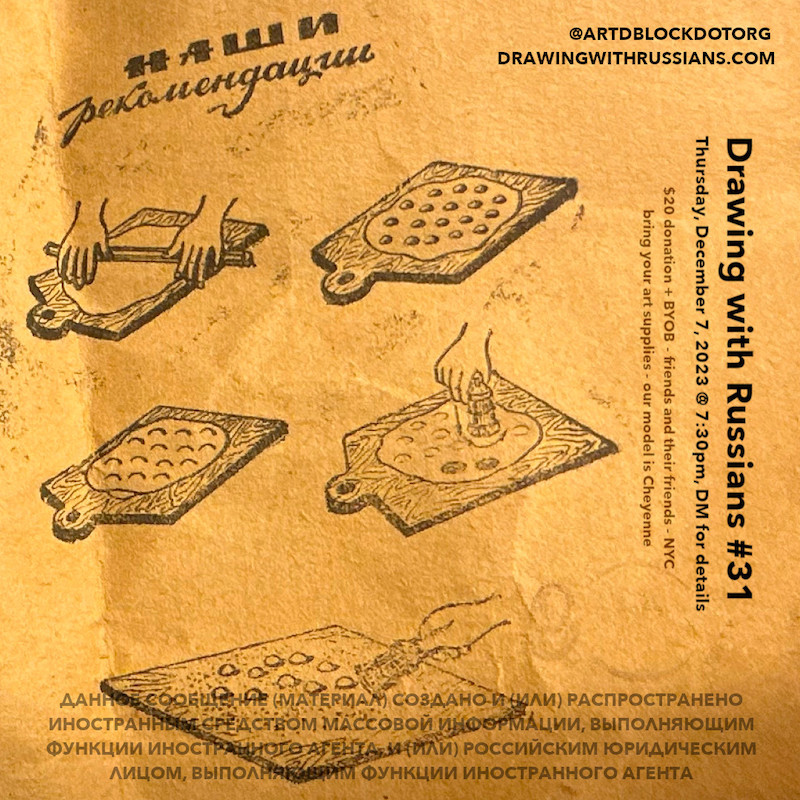 @ARTDBLOCKDOTORG
DRAWINGWITHRUSSIANS.COM
НАШИ
рекомендации
Drawing with Russians #31
Thursday, December 7, 2023 @ 7:30pm, DM for details
$20 donation + BYOB - friends and their friends - NYC
bring your art supplies - our model is Cheyenne
ДАННОЕ СООБЩЕНИЕ (МАТЕРИАЛ) СОЗДАНО И (ИЛИ) РАСПРОСТРАНЕНО
ИНОСТРАННЫМ СРЕДСТВОМ МАССОВОЙ ИНФОРМАЦИИ, ВЫПОЛНЯЮЩИМ
ФУНКЦИИ ИНОСТРАННОГО АГЕНТА, И (ИЛИ) РОССИЙСКИМ ЮРИДИЧЕСКИМ
ЛИЦОМ, ВЫПОЛНЯЮЩИМ ФУНКЦИИ ИНОСТРАННОГО АГЕНТА